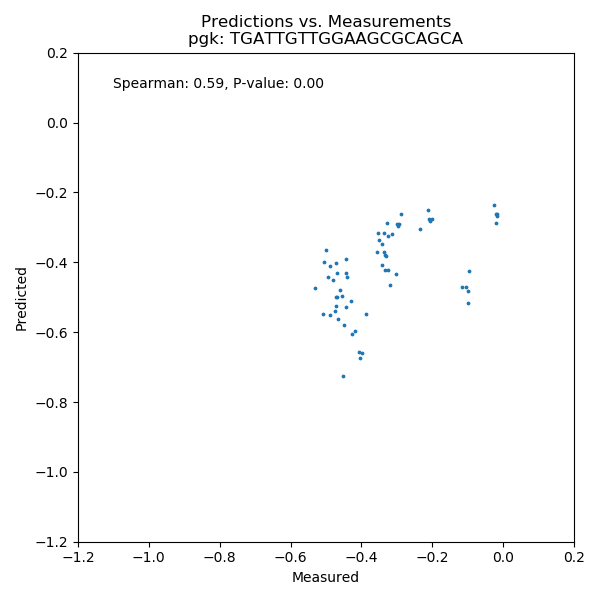 Predictions vs. Measurements
pgk: TGATTGTTGGAAGCGCAGCA
Spearman: 0.59, P-value: 0.00
0.2
0.0
−0.2
−0.4
−0.6
−0.8
−1.0
−1.2
Predicted
−1.2 −1.0 −0.8 −0.6 −0.4 −0.2 0.0 0.2
Measured